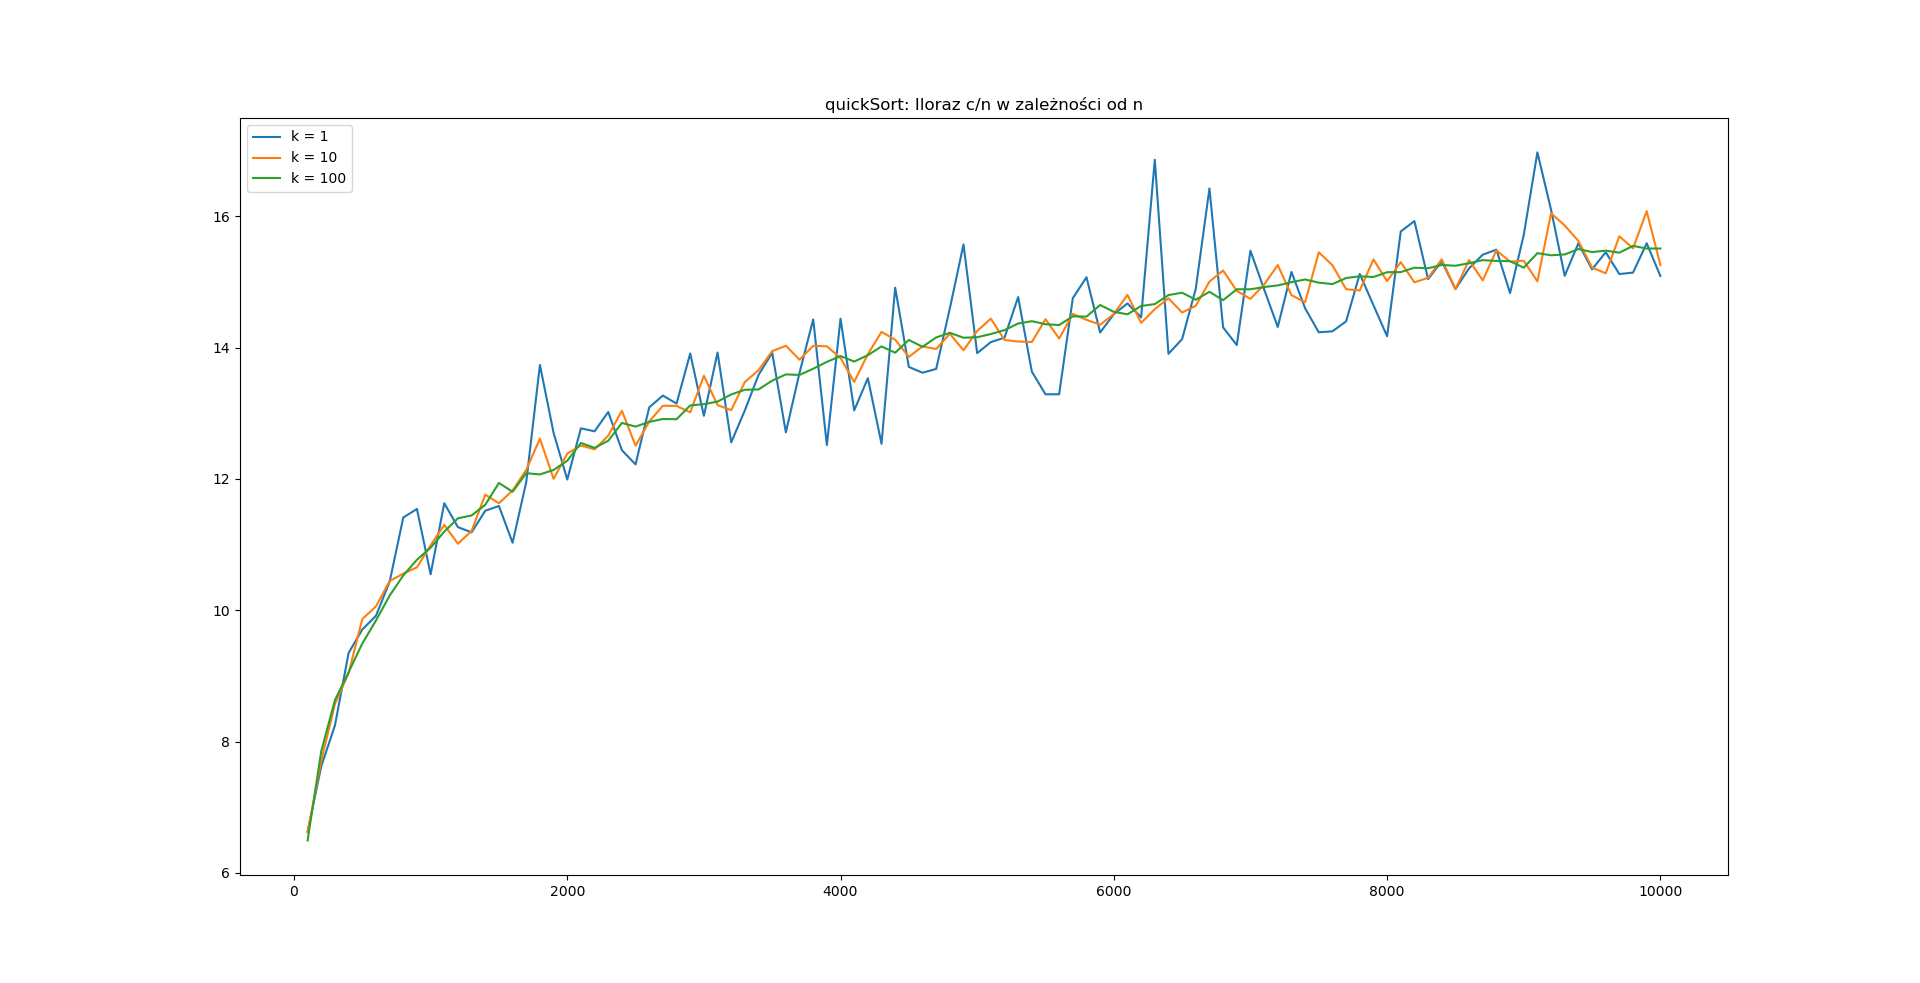 quickSort: Iloraz c/n w zależności od n
k = 1
k = 10
k = 100
16
14
12
10
8
6
0 2000 4000 6000 8000 10000